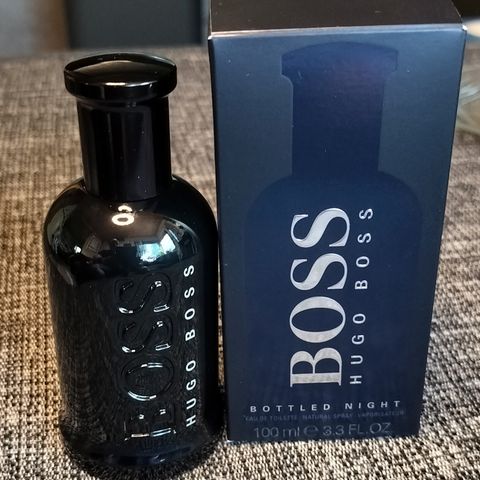 BOSS
HUGO BOSS
BOSS
HUGO BOSS
BOTTLED NIGHT
EAU DE TOILETTE · NATURAL SPRAY · VAPORISATEUR
100 ml ℮ 3.3 FL.OZ.